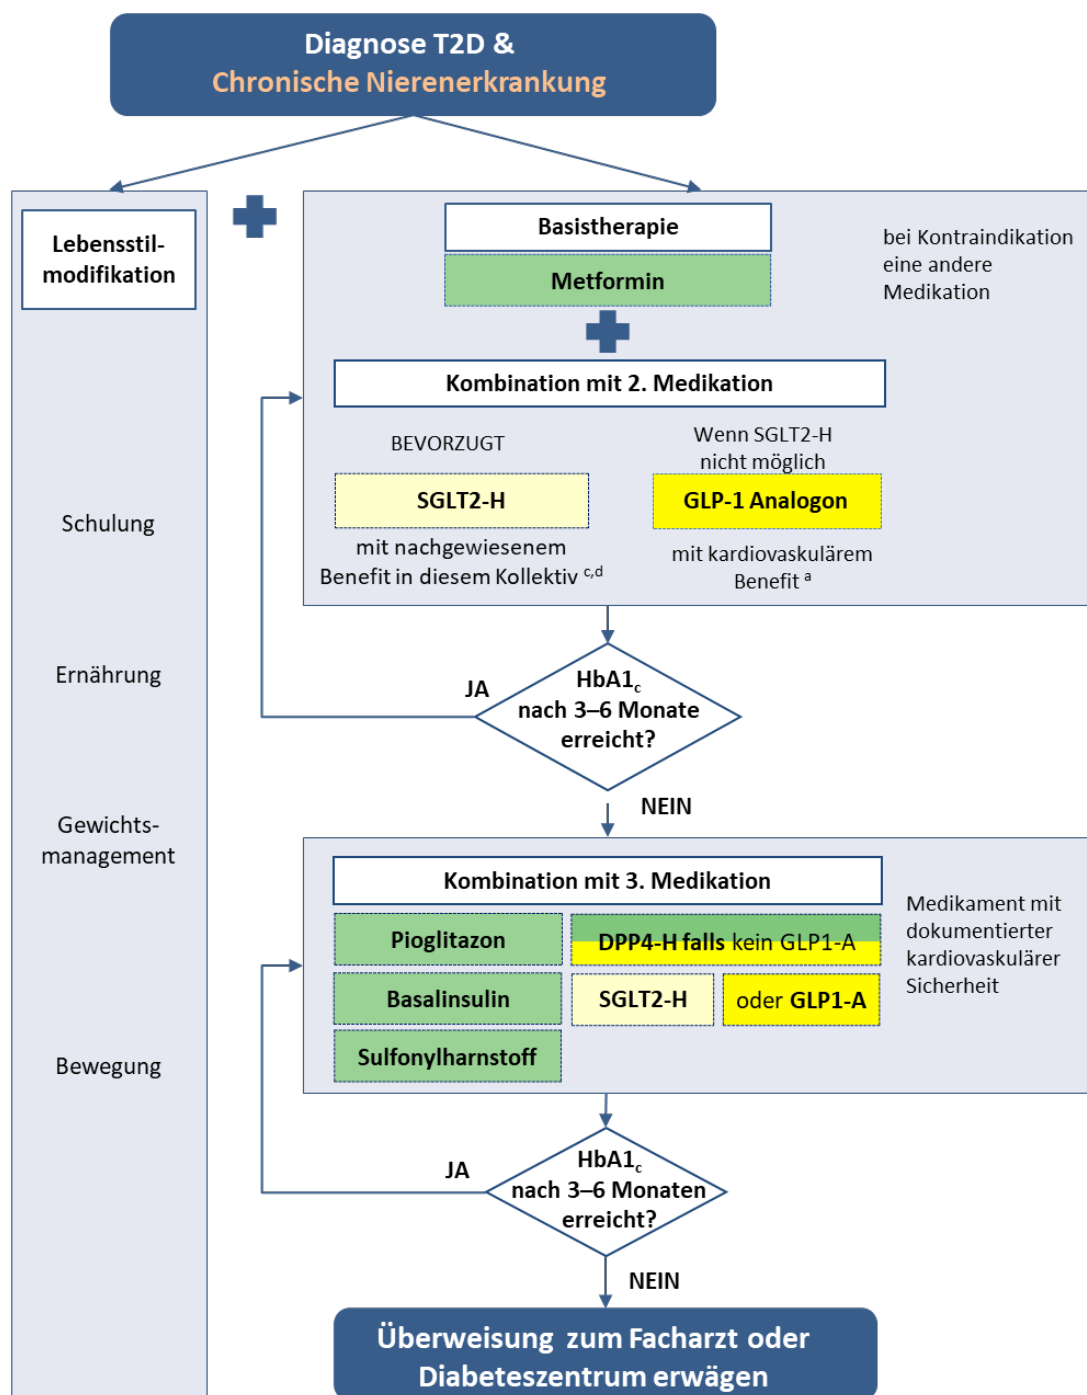 Diagnose T2D &
Chronische Nierenerkrankung
Lebensstil-
modifikation
Schulung
Ernährung
Gewichts-
management
Bewegung
Basistherapie
Metformin
bei Kontraindikation
eine andere
Medikation
Kombination mit 2. Medikation
BEVORZUGT
SGLT2-H
mit nachgewiesenem
Benefit in diesem Kollektiv c,d
Wenn SGLT2-H
nicht möglich
GLP-1 Analogon
mit kardiovaskulärem
Benefit a
HbA1c
nach 3–6 Monate
erreicht?
JA
NEIN
Kombination mit 3. Medikation
Pioglitazon
DPP4-H falls kein GLP1-A
Basalinsulin
SGLT2-H
oder GLP1-A
Sulfonylharnstoff
Medikament mit
dokumentierter
kardiovaskulärer
Sicherheit
HbA1c
nach 3–6 Monaten
erreicht?
JA
NEIN
Überweisung zum Facharzt oder
Diabeteszentrum erwägen